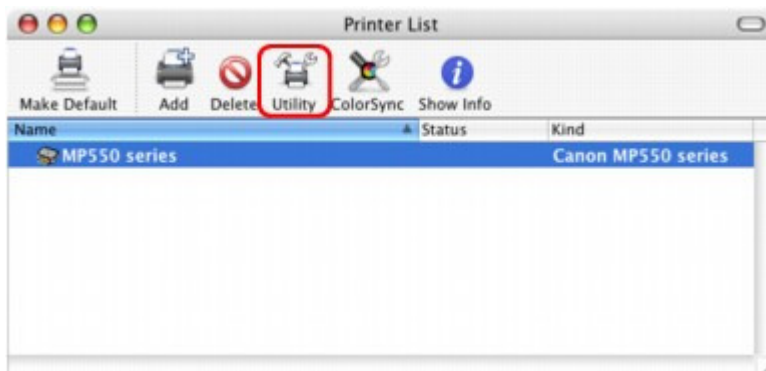 Printer List
Make Default Add Delete Utility ColorSync Show Info
Name Status Kind
MP550 series Canon MP550 series